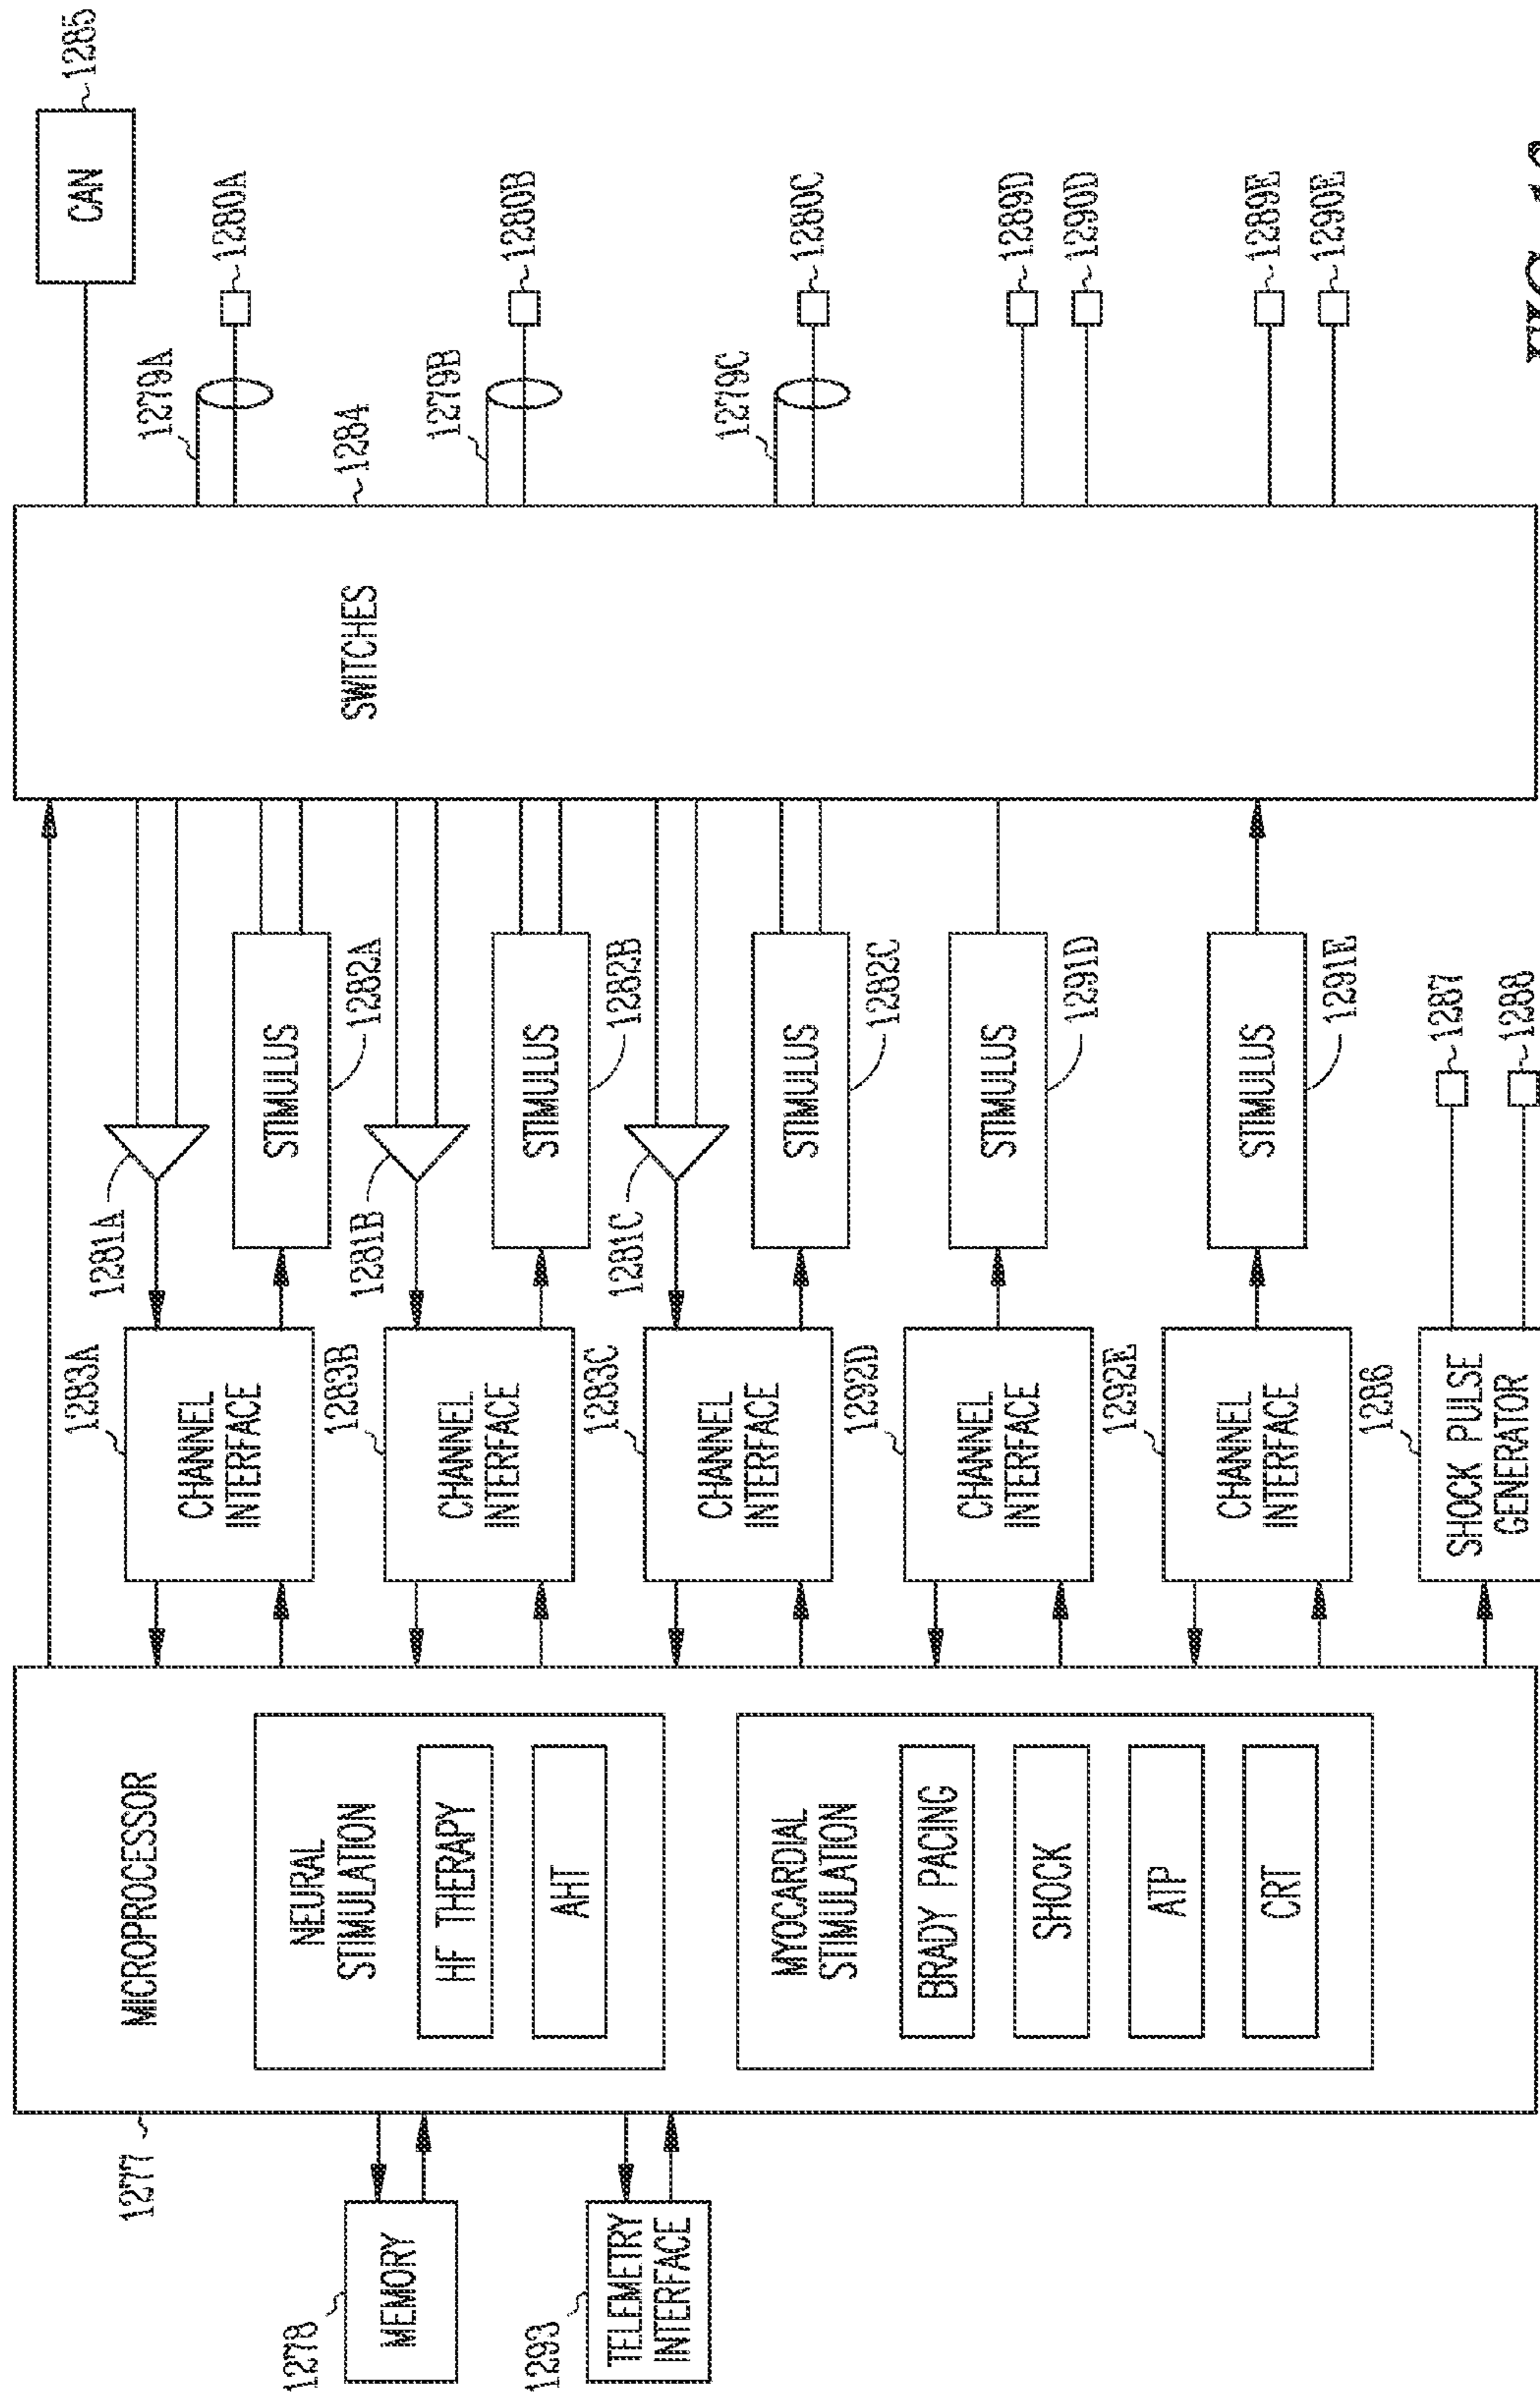 1277
MICROPROCESSOR
1278
MEMORY
1293
TELEMETRY
INTERFACE
NEURAL
STIMULATION
HF THERAPY
AHT
MYOCARDIAL
STIMULATION
BRADY PACING
SHOCK
ATP
CRT
1283A
CHANNEL
INTERFACE
1281A
STIMULUS
1282A
1283B
CHANNEL
INTERFACE
1281B
STIMULUS
1282B
1283C
CHANNEL
INTERFACE
1281C
STIMULUS
1282C
1292D
CHANNEL
INTERFACE
STIMULUS
1291D
1292E
CHANNEL
INTERFACE
STIMULUS
1291E
1286
SHOCK PULSE
GENERATOR
1287
1288
SWITCHES
1284
CAN
1285
1279A
1280A
1279B
1280B
1279C
1280C
1289D
1290D
1289E
1290E